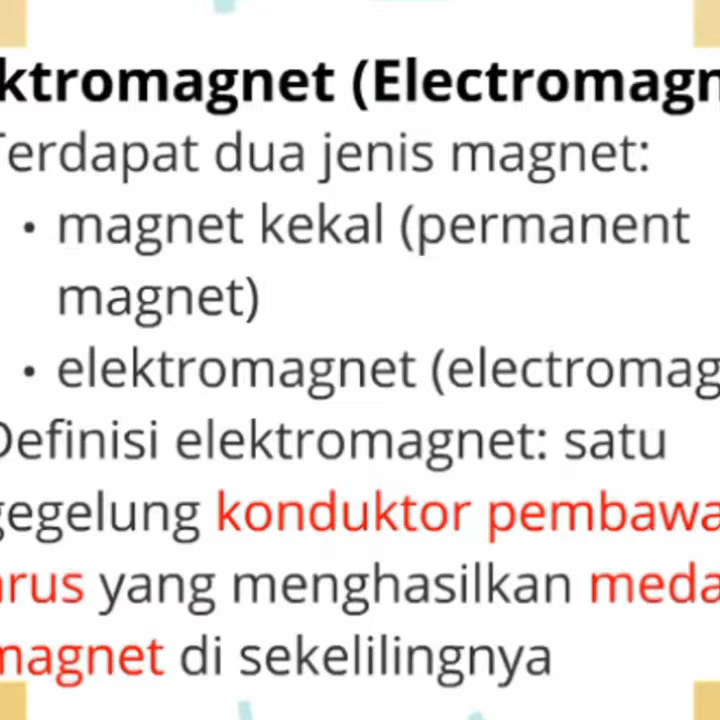 ktromagnet (Electromagn
Terdapat dua jenis magnet:
• magnet kekal (permanent
magnet)
• elektromagnet (electromag
Definisi elektromagnet: satu
gegelung konduktor pembawa
arus yang menghasilkan meda
magnet di sekelilingnya